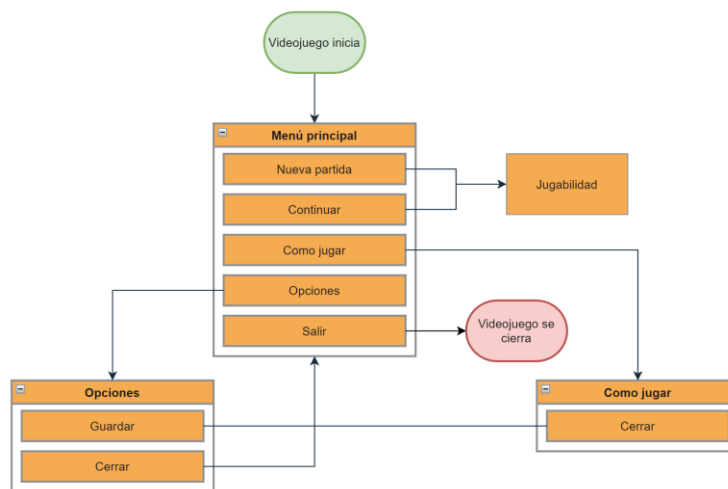 Videojuego inicia
Menú principal
Nueva partida
Continuar
Jugabilidad
Como jugar
Opciones
Salir
Videojuego se
cierra
Opciones
Guardar
Cerrar
Como jugar
Cerrar